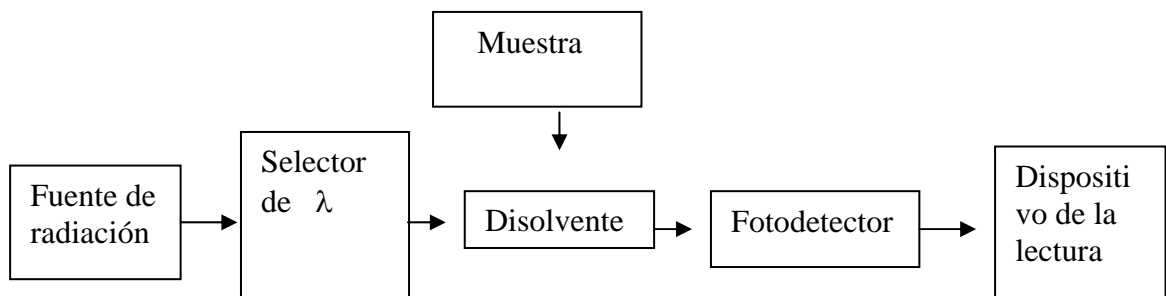 Muestra
Fuente de
radiación
Selector
de λ
Disolvente
Fotodetector
Dispositi
vo de la
lectura